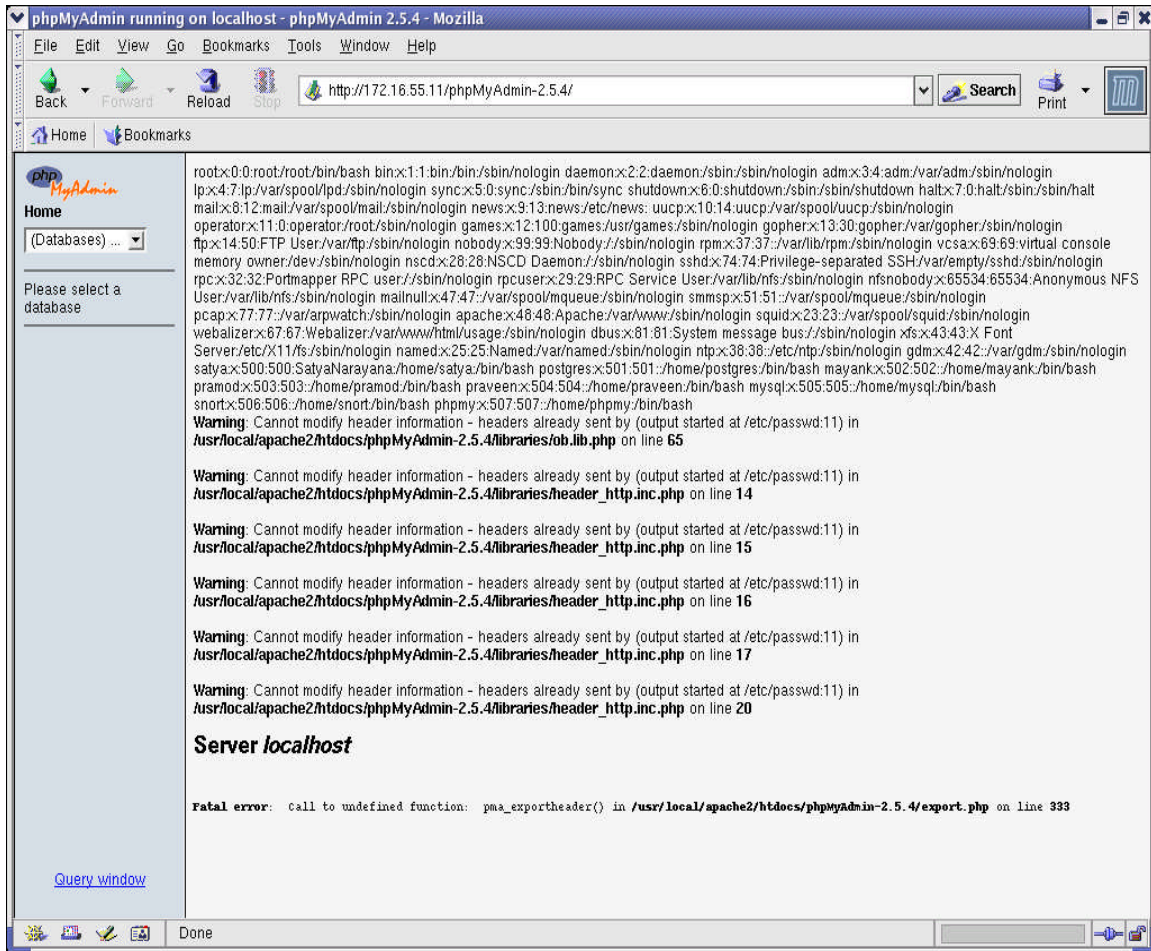 phpMyAdmin running on localhost - phpMyAdmin 2.5.4 - Mozilla
File Edit View Go Bookmarks Tools Window Help
Back Forward Reload Stop http://172.16.55.11/phpMyAdmin-2.5.4/ Search Print
Home Bookmarks
php
MyAdmin
Home
(Databases) ...
Please select a
database
Query window
root:x:0:0:root:/root:/bin/bash bin:x:1:1:bin:/bin:/sbin/nologin daemon:x:2:2:daemon:/sbin:/sbin/nologin adm:x:3:4:adm:/var/adm:/sbin/nologin
lp:x:4:7:lp:/var/spool/lpd:/sbin/nologin sync:x:5:0:sync:/sbin:/bin/sync shutdown:x:6:0:shutdown:/sbin:/sbin/shutdown halt:x:7:0:halt:/sbin:/sbin/halt
mail:x:8:12:mail:/var/spool/mail:/sbin/nologin news:x:9:13:news:/etc/news: uucp:x:10:14:uucp:/var/spool/uucp:/sbin/nologin
operator:x:11:0:operator:/root:/sbin/nologin games:x:12:100:games:/usr/games:/sbin/nologin gopher:x:13:30:gopher:/var/gopher:/sbin/nologin
ftp:x:14:50:FTP User:/var/ftp:/sbin/nologin nobody:x:99:99:Nobody:/:/sbin/nologin rpm:x:37:37::/var/lib/rpm:/sbin/nologin vcsa:x:69:69:virtual console
memory owner:/dev:/sbin/nologin nscd:x:28:28:NSCD Daemon:/:/sbin/nologin sshd:x:74:74:Privilege-separated SSH:/var/empty/sshd:/sbin/nologin
rpc:x:32:32:Portmapper RPC user:/:/sbin/nologin rpcuser:x:29:29:RPC Service User:/var/lib/nfs:/sbin/nologin nfsnobody:x:65534:65534:Anonymous NFS
User:/var/lib/nfs:/sbin/nologin mailnull:x:47:47::/var/spool/mqueue:/sbin/nologin smmsp:x:51:51::/var/spool/mqueue:/sbin/nologin
pcap:x:77:77::/var/arpwatch:/sbin/nologin apache:x:48:48:Apache:/var/www:/sbin/nologin squid:x:23:23::/var/spool/squid:/sbin/nologin
webalizer:x:67:67:Webalizer:/var/www/html/usage:/sbin/nologin dbus:x:81:81:System message bus:/:/sbin/nologin xfs:x:43:43:X Font
Server:/etc/X11/fs:/sbin/nologin named:x:25:25:Named:/var/named:/sbin/nologin ntp:x:38:38::/etc/ntp:/sbin/nologin gdm:x:42:42::/var/gdm:/sbin/nologin
satya:x:500:500:SatyaNarayana:/home/satya:/bin/bash postgres:x:501:501::/home/postgres:/bin/bash mayank:x:502:502::/home/mayank:/bin/bash
pramod:x:503:503::/home/pramod:/bin/bash praveen:x:504:504::/home/praveen:/bin/bash mysql:x:505:505::/home/mysql:/bin/bash
snort:x:506:506::/home/snort:/bin/bash phpmy:x:507:507::/home/phpmy:/bin/bash
Warning: Cannot modify header information - headers already sent by (output started at /etc/passwd:11) in
/usr/local/apache2/htdocs/phpMyAdmin-2.5.4/libraries/ob.lib.php on line 65
Warning: Cannot modify header information - headers already sent by (output started at /etc/passwd:11) in
/usr/local/apache2/htdocs/phpMyAdmin-2.5.4/libraries/header_http.inc.php on line 14
Warning: Cannot modify header information - headers already sent by (output started at /etc/passwd:11) in
/usr/local/apache2/htdocs/phpMyAdmin-2.5.4/libraries/header_http.inc.php on line 15
Warning: Cannot modify header information - headers already sent by (output started at /etc/passwd:11) in
/usr/local/apache2/htdocs/phpMyAdmin-2.5.4/libraries/header_http.inc.php on line 16
Warning: Cannot modify header information - headers already sent by (output started at /etc/passwd:11) in
/usr/local/apache2/htdocs/phpMyAdmin-2.5.4/libraries/header_http.inc.php on line 17
Warning: Cannot modify header information - headers already sent by (output started at /etc/passwd:11) in
/usr/local/apache2/htdocs/phpMyAdmin-2.5.4/libraries/header_http.inc.php on line 20
Server localhost
Fatal error: Call to undefined function: pma_exportheader() in /usr/local/apache2/htdocs/phpMyAdmin-2.5.4/export.php on line 333
Done